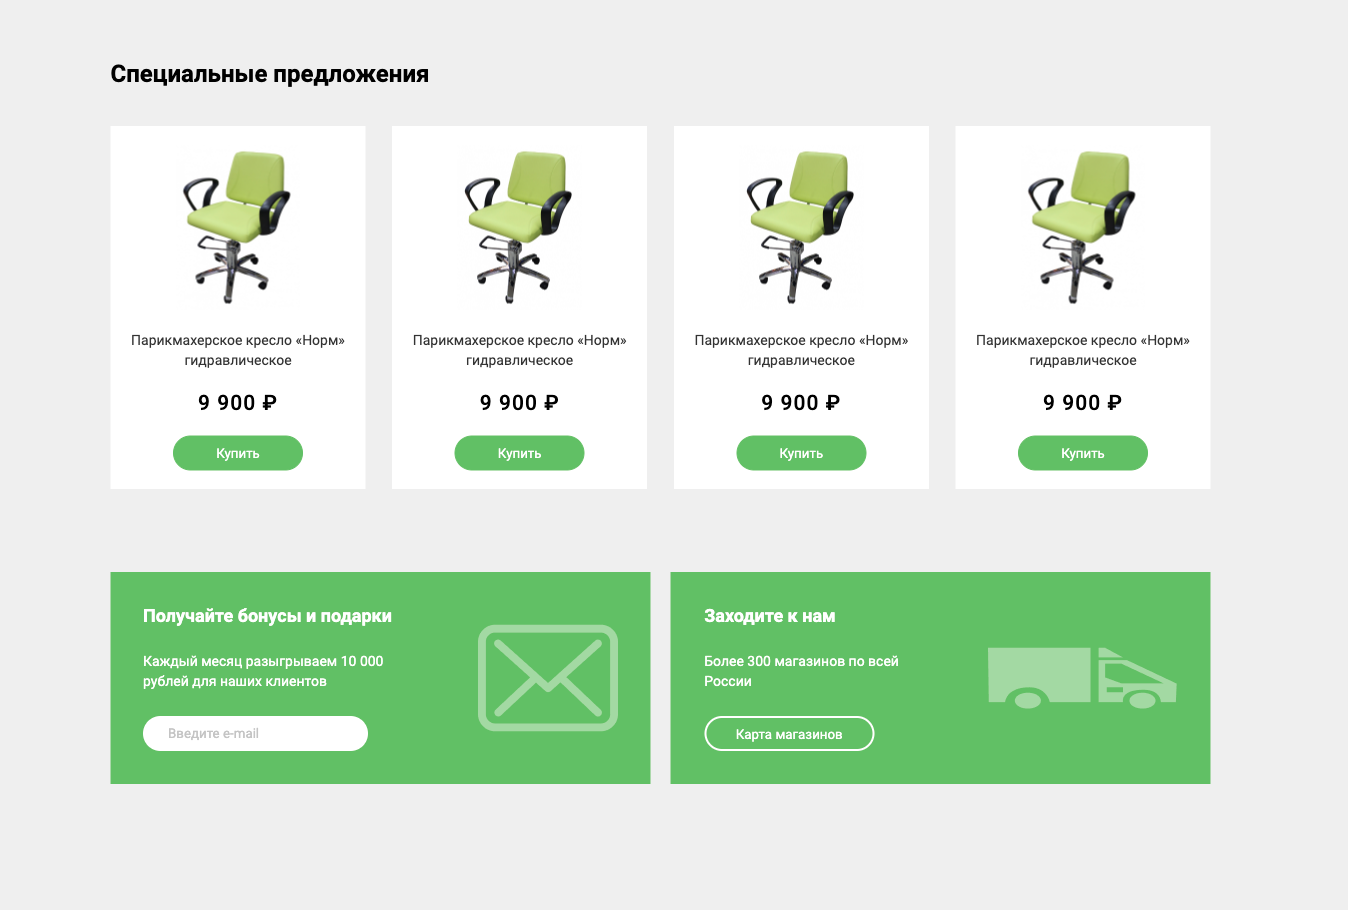 Специальные предложения
Парикмахерское кресло «Норм»
гидравлическое
9 900 ₽
Купить
Парикмахерское кресло «Норм»
гидравлическое
9 900 ₽
Купить
Парикмахерское кресло «Норм»
гидравлическое
9 900 ₽
Купить
Парикмахерское кресло «Норм»
гидравлическое
9 900 ₽
Купить
Получайте бонусы и подарки
Каждый месяц разыгрываем 10 000
рублей для наших клиентов
Введите e-mail
Заходите к нам
Более 300 магазинов по всей
России
Карта магазинов